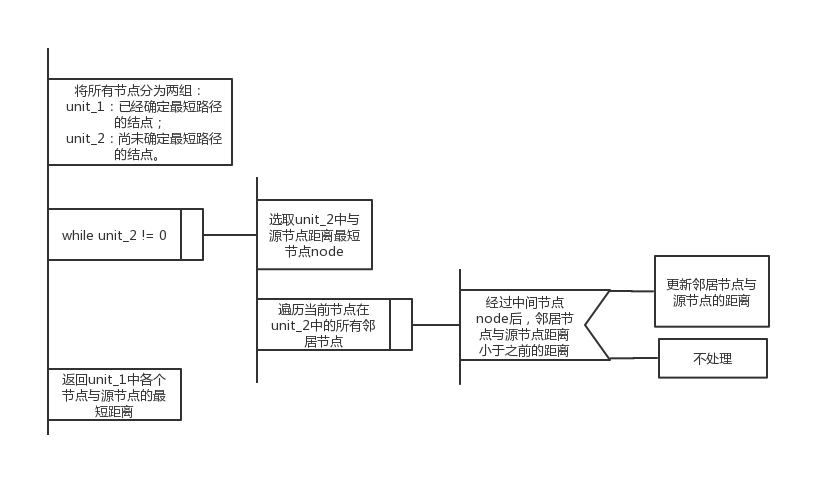 将所有节点分为两组：
unit_1：已经确定最短路径
的结点；
unit_2：尚未确定最短路径
的结点。
while unit_2 != 0
选取unit_2中与
源节点距离最短
节点node
遍历当前节点在
unit_2中的所有邻
居节点
经过中间节点
node后，邻居节
点与源节点距离
小于之前的距离
更新邻居节点与
源节点的距离
不处理
返回unit_1中各个
节点与源节点的最
短距离